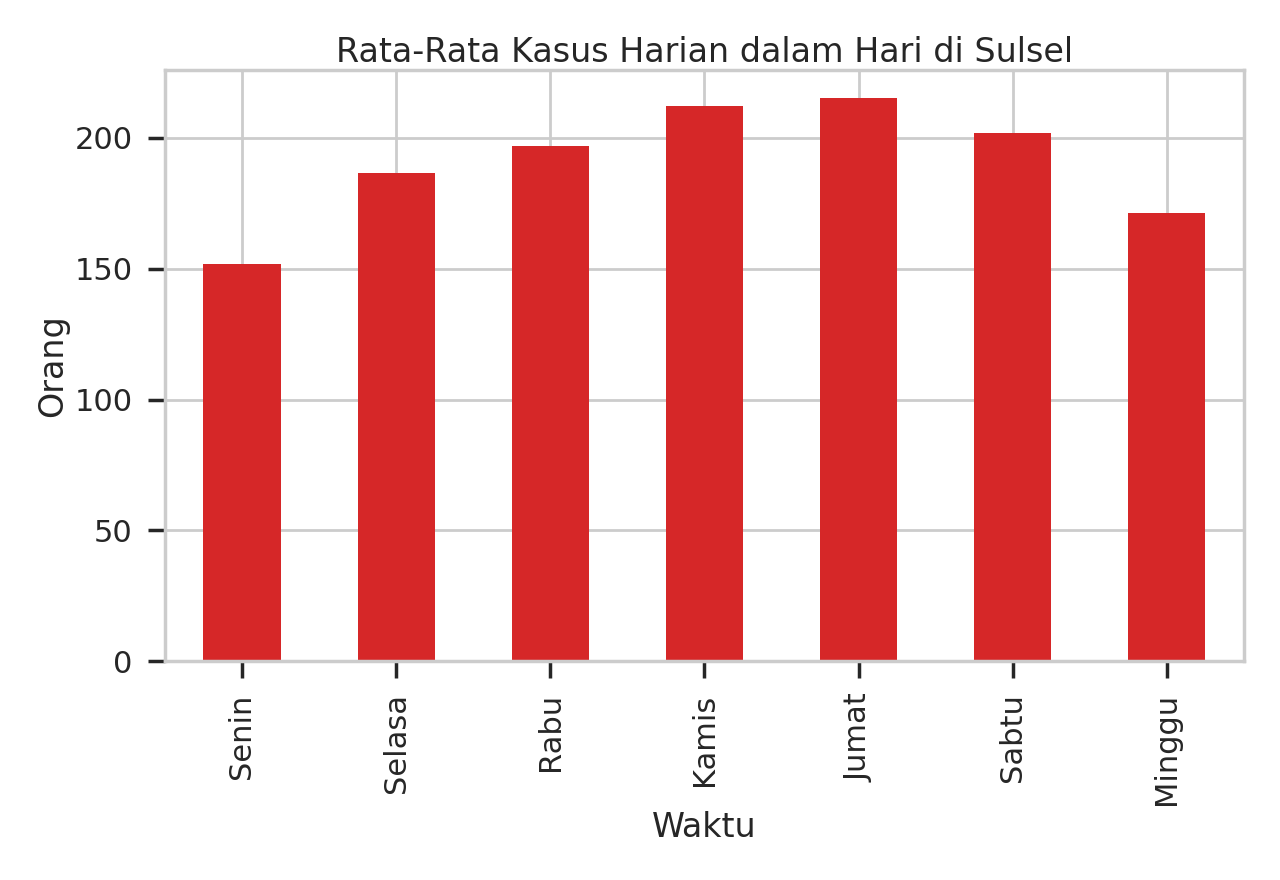 Rata-Rata Kasus Harian dalam Hari di Sulsel
Orang
200
150
100
50
0
Senin
Selasa
Rabu
Kamis
Jumat
Sabtu
Minggu
Waktu